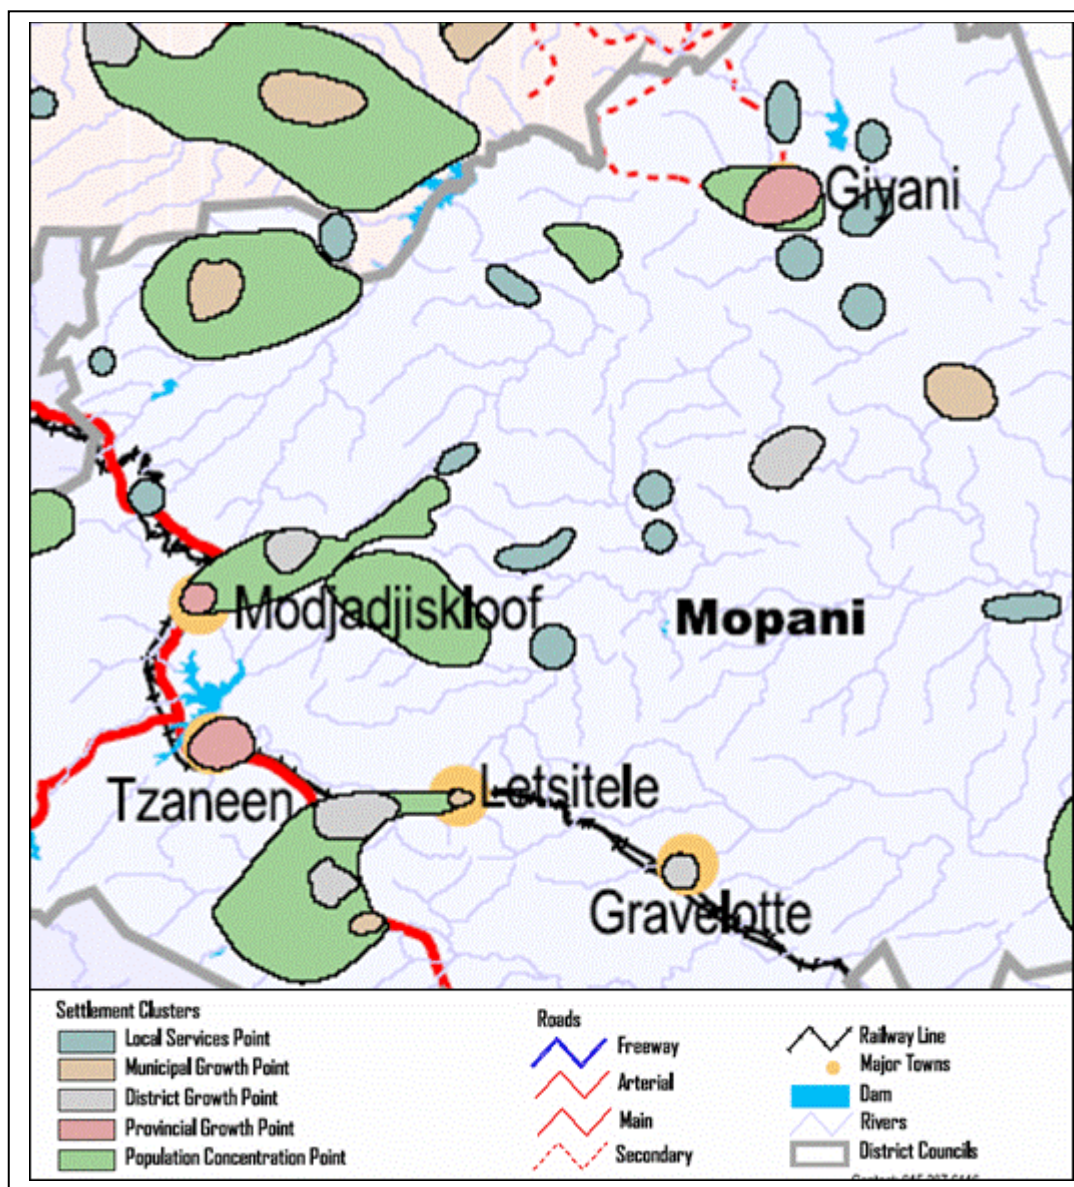 Giyani
Modjadjiskloof
Mopani
Tzaneen
Letsitele
Gravelotte
Settlement Clusters
Local Services Point
Municipal Growth Point
District Growth Point
Provincial Growth Point
Population Concentration Point
Roads
Freeway
Arterial
Main
Secondary
Railway Line
Major Towns
Dam
Rivers
District Councils